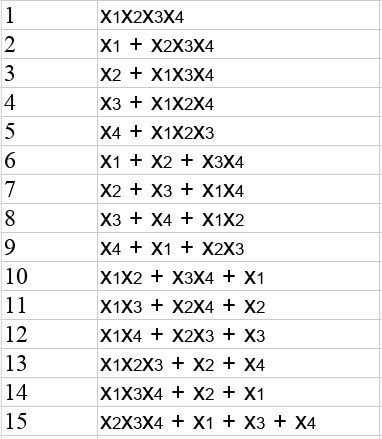 1 x1x2x3x4
2 x1 + x2x3x4
3 x2 + x1x3x4
4 x3 + x1x2x4
5 x4 + x1x2x3
6 x1 + x2 + x3x4
7 x2 + x3 + x1x4
8 x3 + x4 + x1x2
9 x4 + x1 + x2x3
10 x1x2 + x3x4 + x1
11 x1x3 + x2x4 + x2
12 x1x4 + x2x3 + x3
13 x1x2x3 + x2 + x4
14 x1x3x4 + x2 + x1
15 x2x3x4 + x1 + x3 + x4